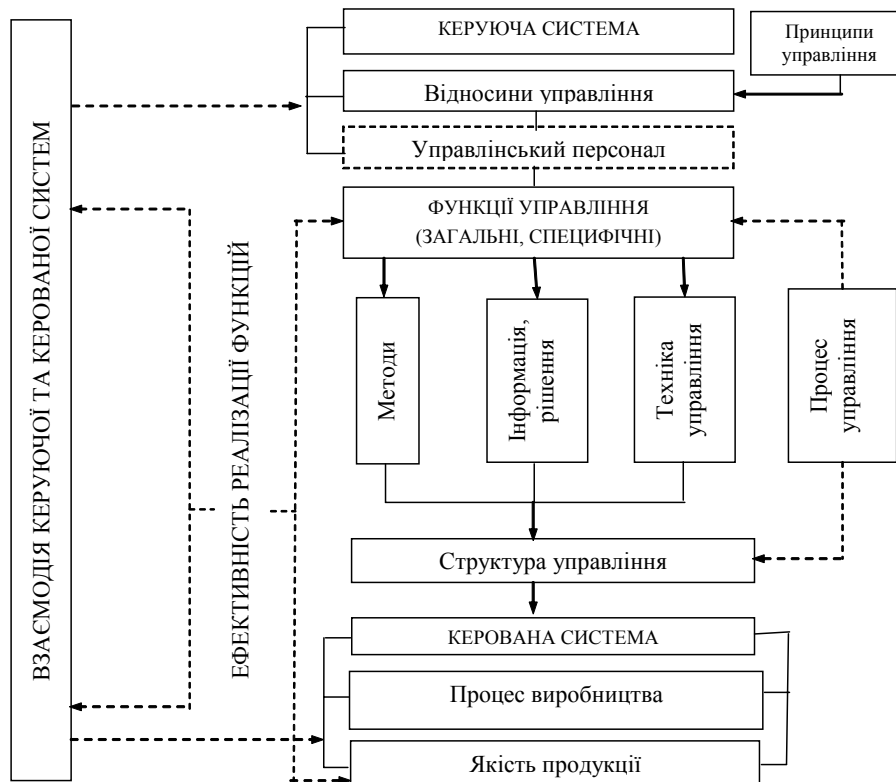 КЕРУЮЧА СИСТЕМА
Принципи
управління
Відносини управління
Управлінський персонал
ФУНКЦІЇ УПРАВЛІННЯ
(ЗАГАЛЬНІ, СПЕЦИФІЧНІ)
ВЗАЄМОДІЯ КЕРУЮЧОЇ ТА КЕРОВАНОЇ СИСТЕМ
ЕФЕКТИВНІСТЬ РЕАЛІЗАЦІЇ ФУНКЦІЙ
Методи
Інформація,
рішення
Техніка
управління
Процес
управління
Структура управління
КЕРОВАНА СИСТЕМА
Процес виробництва
Якість продукції